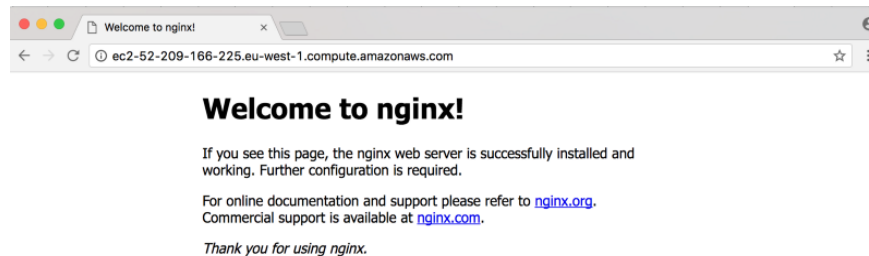 Welcome to nginx!
ec2-52-209-166-225.eu-west-1.compute.amazonaws.com
Welcome to nginx!
If you see this page, the nginx web server is successfully installed and
working. Further configuration is required.
For online documentation and support please refer to nginx.org.
Commercial support is available at nginx.com.
Thank you for using nginx.